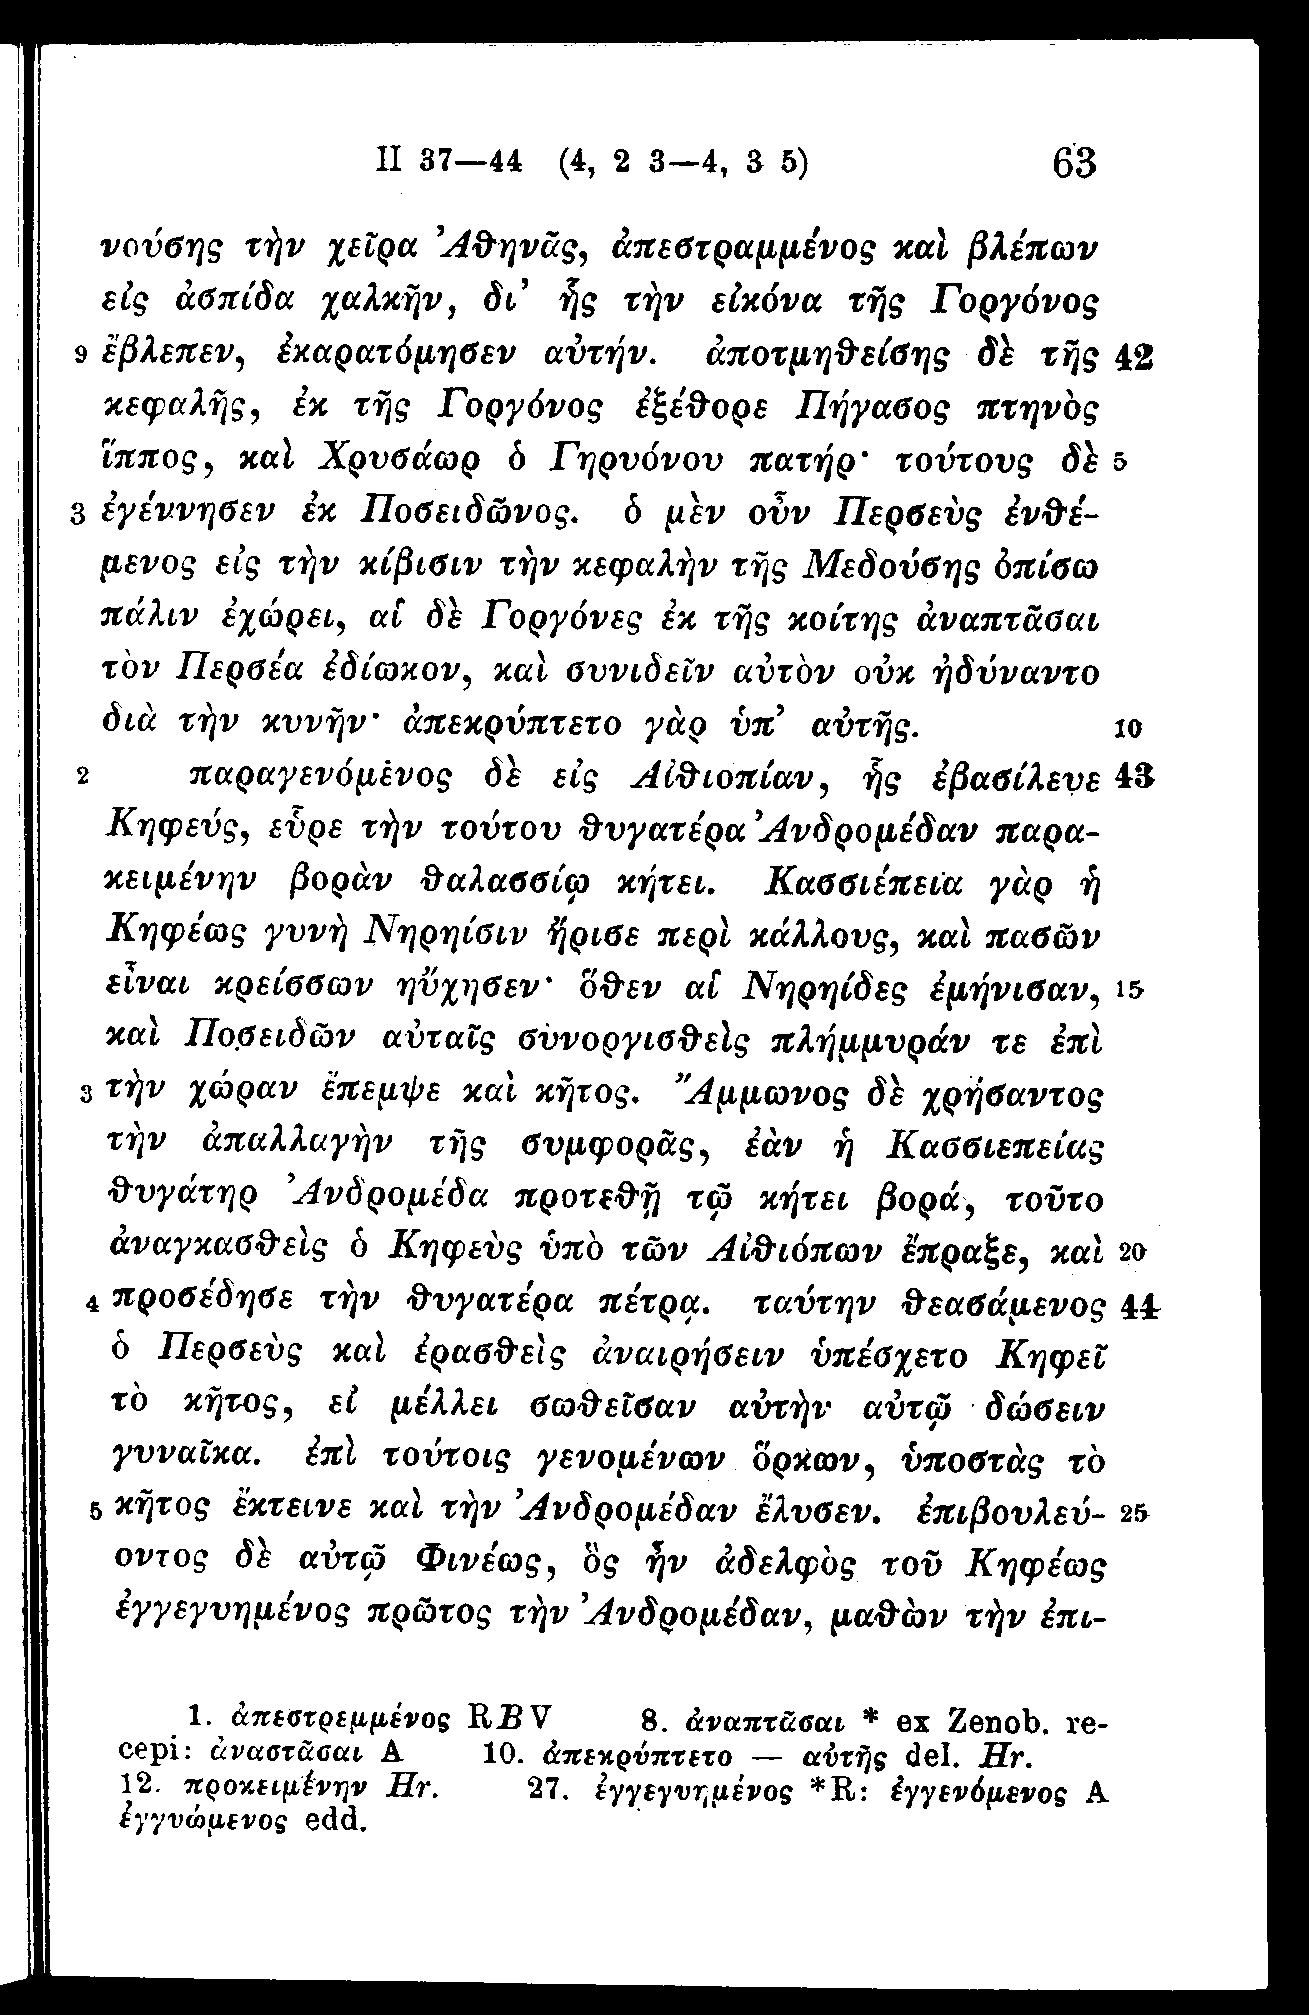 II 37—44 (4, 2 3—4, 3 5) 63
νούσης τὴν χεῖρα Ἀθηνᾶς, ἀπεστραμμένος καὶ βλέπων
εἰς ἀσπίδα χαλκῆν, δι’ ἧς τὴν εἰκόνα τῆς Γοργόνος
9 ἔβλεπεν, ἐκαρατόμησεν αὐτήν. ἀποτμηθείσης δὲ τῆς 42
κεφαλῆς, ἐκ τῆς Γοργόνος ἐξέθορε Πήγασος πτηνὸς
ἵππος, καὶ Χρυσάωρ ὁ Γηρυόνου πατήρ· τούτους δὲ 5
3 ἐγέννησεν ἐκ Ποσειδῶνος. ὁ μὲν οὖν Περσεὺς ἐνθέ-
μενος εἰς τὴν κίβισιν τὴν κεφαλὴν τῆς Μεδούσης ὀπίσω
πάλιν ἐχώρει, αἱ δὲ Γοργόνες ἐκ τῆς κοίτης ἀναπτᾶσαι
τὸν Περσέα ἐδίωκον, καὶ συνιδεῖν αὐτὸν οὐκ ἠδύναντο
διὰ τὴν κυνῆν· ἀπεκρύπτετο γὰρ ὑπ’ αὐτῆς. 10
2 παραγενόμενος δὲ εἰς Αἰθιοπίαν, ἧς ἐβασίλευε 43
Κηφεύς, εὗρε τὴν τούτου θυγατέρα Ἀνδρομέδαν παρα-
κειμένην βορὰν θαλασσίῳ κήτει. Κασσιέπεια γὰρ ἡ
Κηφέως γυνὴ Νηρηίσιν ἤρισε περὶ κάλλους, καὶ πασῶν
εἶναι κρείσσων ηὔχησεν· ὅθεν αἱ Νηρηίδες ἐμήνισαν, 15
καὶ Ποσειδῶν αὐταῖς συνοργισθεὶς πλήμμυράν τε ἐπὶ
3 τὴν χώραν ἔπεμψε καὶ κῆτος. Ἄμμωνος δὲ χρήσαντος
τὴν ἀπαλλαγὴν τῆς συμφορᾶς, ἐὰν ἡ Κασσιεπείας
θυγάτηρ Ἀνδρομέδα προτεθῇ τῷ κήτει βορά, τοῦτο
ἀναγκασθεὶς ὁ Κηφεὺς ὑπὸ τῶν Αἰθιόπων ἔπραξε, καὶ 20
4 προσέδησε τὴν θυγατέρα πέτρᾳ. ταύτην θεασάμενος 44
ὁ Περσεὺς καὶ ἐρασθεὶς ἀναιρήσειν ὑπέσχετο Κηφεῖ
τὸ κῆτος, εἰ μέλλει σωθεῖσαν αὐτὴν αὐτῷ δώσειν
γυναῖκα. ἐπὶ τούτοις γενομένων ὅρκων, ὑποστὰς τὸ
5 κῆτος ἔκτεινε καὶ τὴν Ἀνδρομέδαν ἔλυσεν. ἐπιβουλεύ- 25
οντος δὲ αὐτῷ Φινέως, ὃς ἦν ἀδελφὸς τοῦ Κηφέως
ἐγγεγυημένος πρῶτος τὴν Ἀνδρομέδαν, μαθὼν τὴν ἐπι-
1. ἀπεστρεμμένος RBV 8. ἀναπτᾶσαι * ex Zenob. re-
cepi: ἀναστᾶσαι A 10. ἀπεκρύπτετο — αὐτῆς del. Hr.
12. προκειμένην Hr. 27. ἐγγεγυημένος *R: ἐγγενόμενος A
ἐγγυώμενος edd.